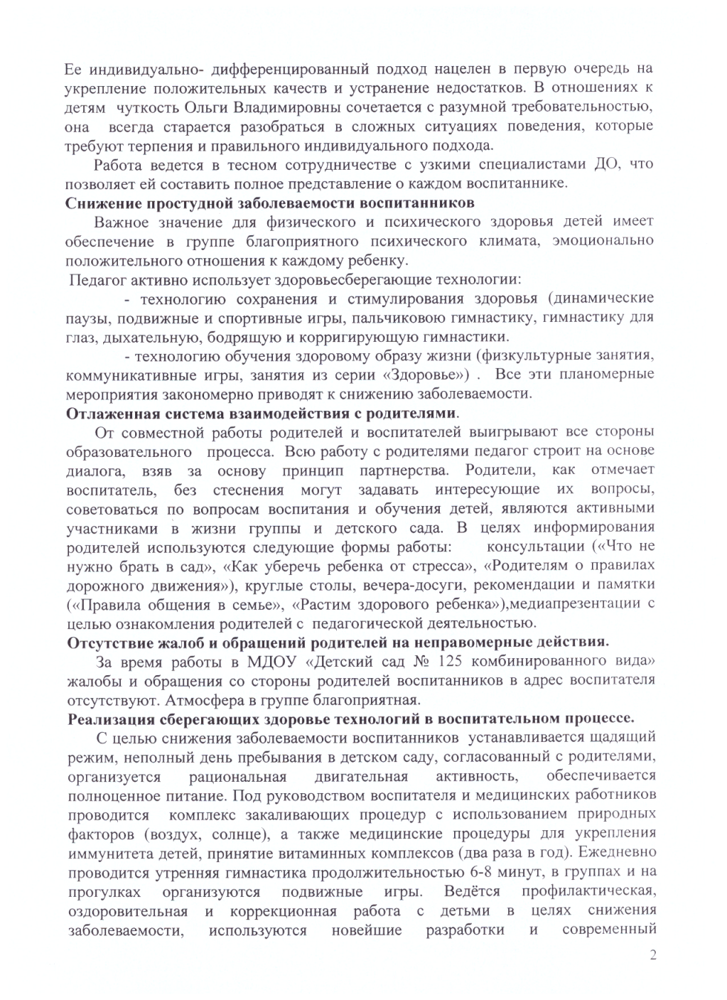 Ее индивидуально- дифференцированный подход нацелен в первую очередь на
укрепление положительных качеств и устранение недостатков. В отношениях к
детям чуткость Ольги Владимировны сочетается с разумной требовательностью,
она всегда старается разобраться в сложных ситуациях поведения, которые
требуют терпения и правильного индивидуального подхода.
Работа ведется в тесном сотрудничестве с узкими специалистами ДО, что
позволяет ей составить полное представление о каждом воспитаннике.
Снижение простудной заболеваемости воспитанников
Важное значение для физического и психического здоровья детей имеет
обеспечение в группе благоприятного психического климата, эмоционально
положительного отношения к каждому ребенку.
Педагог активно использует здоровьесберегающие технологии:
- технологию сохранения и стимулирования здоровья (динамические
паузы, подвижные и спортивные игры, пальчиковою гимнастику, гимнастику для
глаз, дыхательную, бодрящую и корригирующую гимнастики.
- технологию обучения здоровому образу жизни (физкультурные занятия,
коммуникативные игры, занятия из серии «Здоровье») . Все эти планомерные
мероприятия закономерно приводят к снижению заболеваемости.
Отлаженная система взаимодействия с родителями.
От совместной работы родителей и воспитателей выигрывают все стороны
образовательного процесса. Всю работу с родителями педагог строит на основе
диалога, взяв за основу принцип партнерства. Родители, как отмечает
воспитатель, без стеснения могут задавать интересующие их вопросы,
советоваться по вопросам воспитания и обучения детей, являются активными
участниками в жизни группы и детского сада. В целях информирования
родителей используются следующие формы работы: консультации («Что не
нужно брать в сад», «Как уберечь ребенка от стресса», «Родителям о правилах
дорожного движения»), круглые столы, вечера-досуги, рекомендации и памятки
(«Правила общения в семье», «Растим здорового ребенка»),медиапрезентации с
целью ознакомления родителей с педагогической деятельностью.
Отсутствие жалоб и обращений родителей на неправомерные действия.
За время работы в МДОУ «Детский сад № 125 комбинированного вида»
жалобы и обращения со стороны родителей воспитанников в адрес воспитателя
отсутствуют. Атмосфера в группе благоприятная.
Реализация сберегающих здоровье технологий в воспитательном процессе.
С целью снижения заболеваемости воспитанников устанавливается щадящий
режим, неполный день пребывания в детском саду, согласованный с родителями,
организуется рациональная двигательная активность, обеспечивается
полноценное питание. Под руководством воспитателя и медицинских работников
проводится комплекс закаливающих процедур с использованием природных
факторов (воздух, солнце), а также медицинские процедуры для укрепления
иммунитета детей, принятие витаминных комплексов (два раза в год). Ежедневно
проводится утренняя гимнастика продолжительностью 6-8 минут, в группах и на
прогулках организуются подвижные игры. Ведётся профилактическая,
оздоровительная и коррекционная работа с детьми в целях снижения
заболеваемости, используются новейшие разработки и современный
2